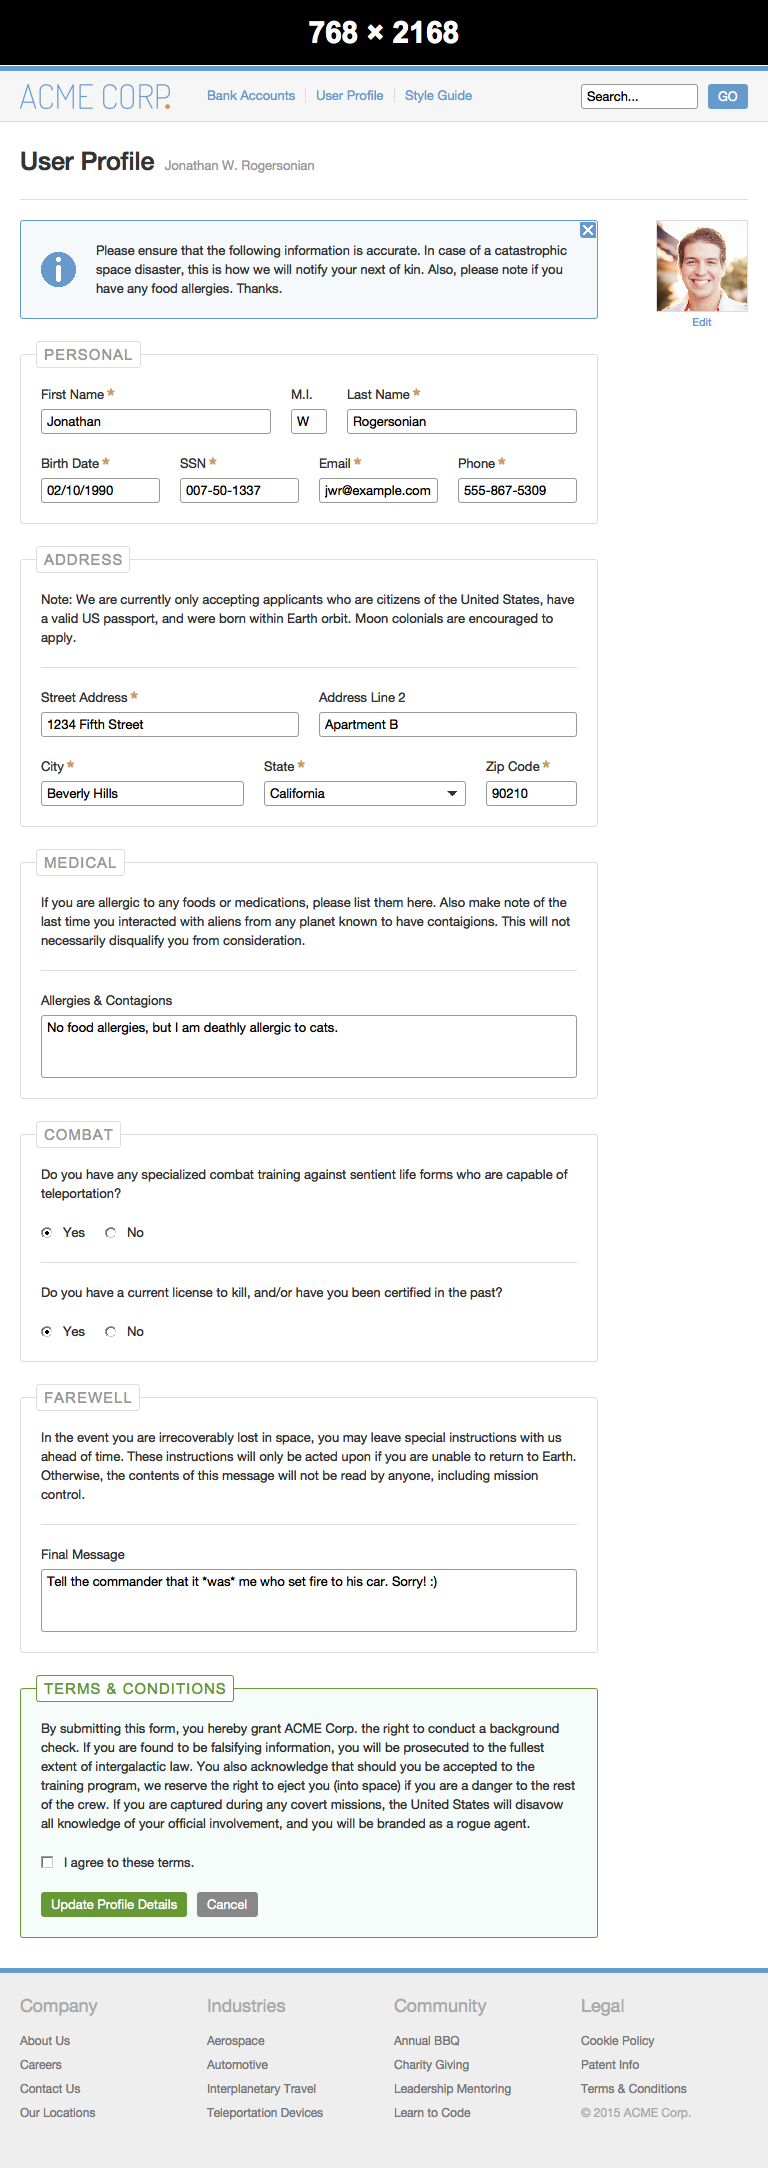 768 × 2168
ACME CORP.
Bank Accounts
User Profile
Style Guide
Search...
GO
User Profile Jonathan W. Rogersonian
Please ensure that the following information is accurate. In case of a catastrophic
space disaster, this is how we will notify your next of kin. Also, please note if you
have any food allergies. Thanks.
Edit
PERSONAL
First Name * M.I. Last Name *
Jonathan W Rogersonian
Birth Date * SSN * Email * Phone *
02/10/1990 007-50-1337 jwr@example.com 555-867-5309
ADDRESS
Note: We are currently only accepting applicants who are citizens of the United States, have
a valid US passport, and were born within Earth orbit. Moon colonials are encouraged to
apply.
Street Address * Address Line 2
1234 Fifth Street Apartment B
City * State * Zip Code *
Beverly Hills California 90210
MEDICAL
If you are allergic to any foods or medications, please list them here. Also make note of the
last time you interacted with aliens from any planet known to have contaigions. This will not
necessarily disqualify you from consideration.
Allergies & Contagions
No food allergies, but I am deathly allergic to cats.
COMBAT
Do you have any specialized combat training against sentient life forms who are capable of
teleportation?
Yes No
Do you have a current license to kill, and/or have you been certified in the past?
Yes No
FAREWELL
In the event you are irrecoverably lost in space, you may leave special instructions with us
ahead of time. These instructions will only be acted upon if you are unable to return to Earth.
Otherwise, the contents of this message will not be read by anyone, including mission
control.
Final Message
Tell the commander that it *was* me who set fire to his car. Sorry! :)
TERMS & CONDITIONS
By submitting this form, you hereby grant ACME Corp. the right to conduct a background
check. If you are found to be falsifying information, you will be prosecuted to the fullest
extent of intergalactic law. You also acknowledge that should you be accepted to the
training program, we reserve the right to eject you (into space) if you are a danger to the rest
of the crew. If you are captured during any covert missions, the United States will disavow
all knowledge of your official involvement, and you will be branded as a rogue agent.
I agree to these terms.
Update Profile Details Cancel
Company
About Us
Careers
Contact Us
Our Locations
Industries
Aerospace
Automotive
Interplanetary Travel
Teleportation Devices
Community
Annual BBQ
Charity Giving
Leadership Mentoring
Learn to Code
Legal
Cookie Policy
Patent Info
Terms & Conditions
© 2015 ACME Corp.